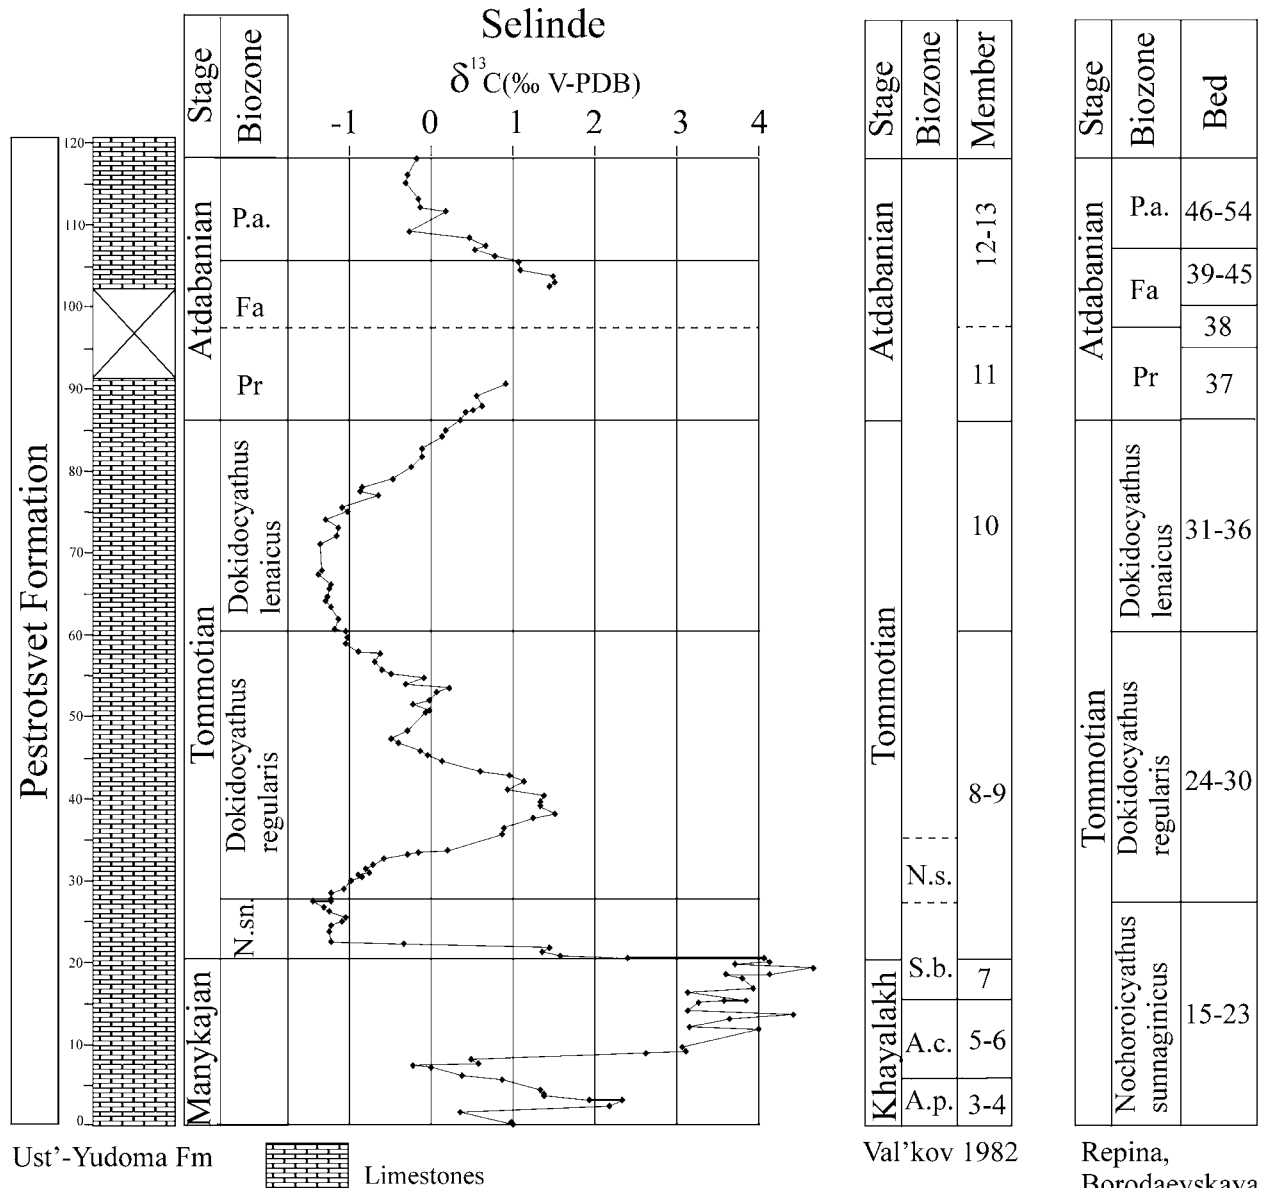 Selinde
δ13C(‰ V-PDB)
-1 0 1 2 3 4
Stage
Biozone
Stage
Biozone
Member
Stage
Biozone
Bed
Pestrotsvet Formation
120
110
100
90
80
70
60
50
40
30
20
10
0
Atdabanian
Tommotian
Manykajan
P.a.
Fa
Pr
Dokidocyathus
lenaicus
Dokidocyathus
regularis
N.sn.
Atdabanian
Tommotian
Khayalakh
N.s.
S.b.
A.c.
A.p.
12-13
11
10
8-9
7
5-6
3-4
Atdabanian
Tommotian
P.a.
Fa
Pr
Dokidocyathus
lenaicus
Dokidocyathus
regularis
Nochoroicyathus
sunnaginicus
46-54
39-45
38
37
31-36
24-30
15-23
Ust'-Yudoma Fm
Limestones
Val'kov 1982
Repina,
Borodaevskaya